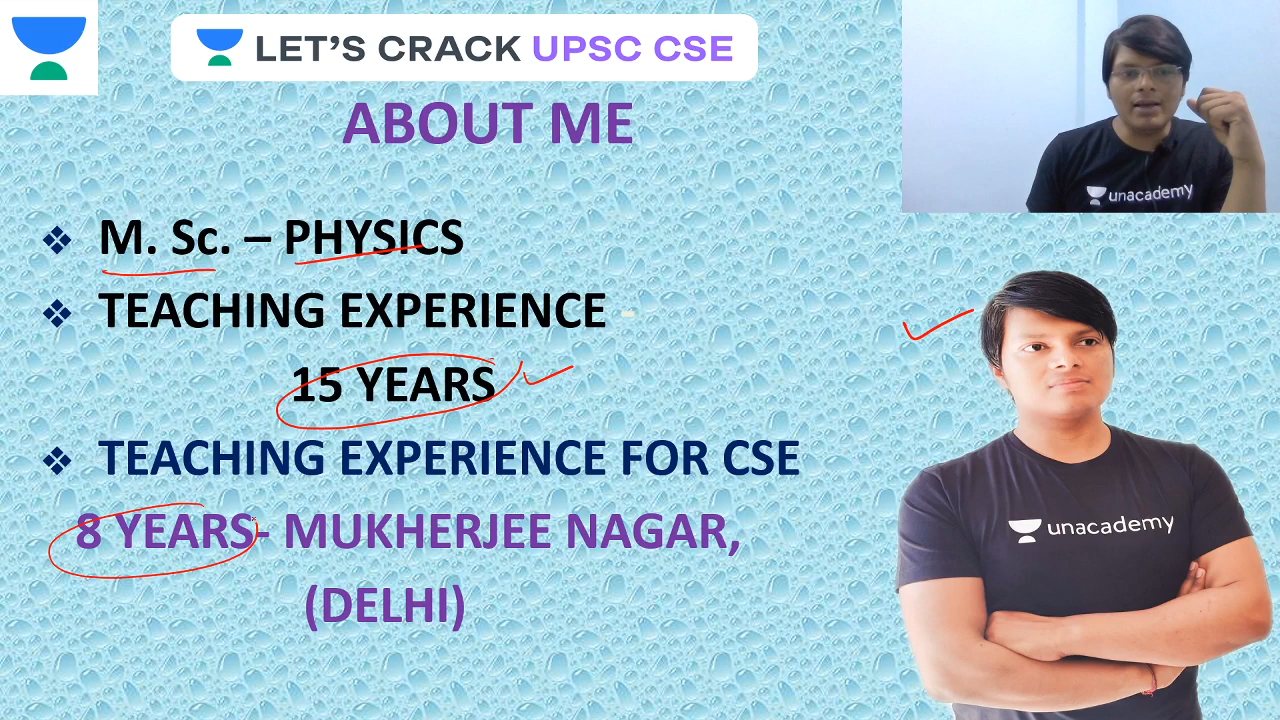 LET'S CRACK UPSC CSE
ABOUT ME
M. Sc. – PHYSICS
TEACHING EXPERIENCE -
15 YEARS
TEACHING EXPERIENCE FOR CSE
8 YEARS- MUKHERJEE NAGAR,
(DELHI)
unacademy
unacademy